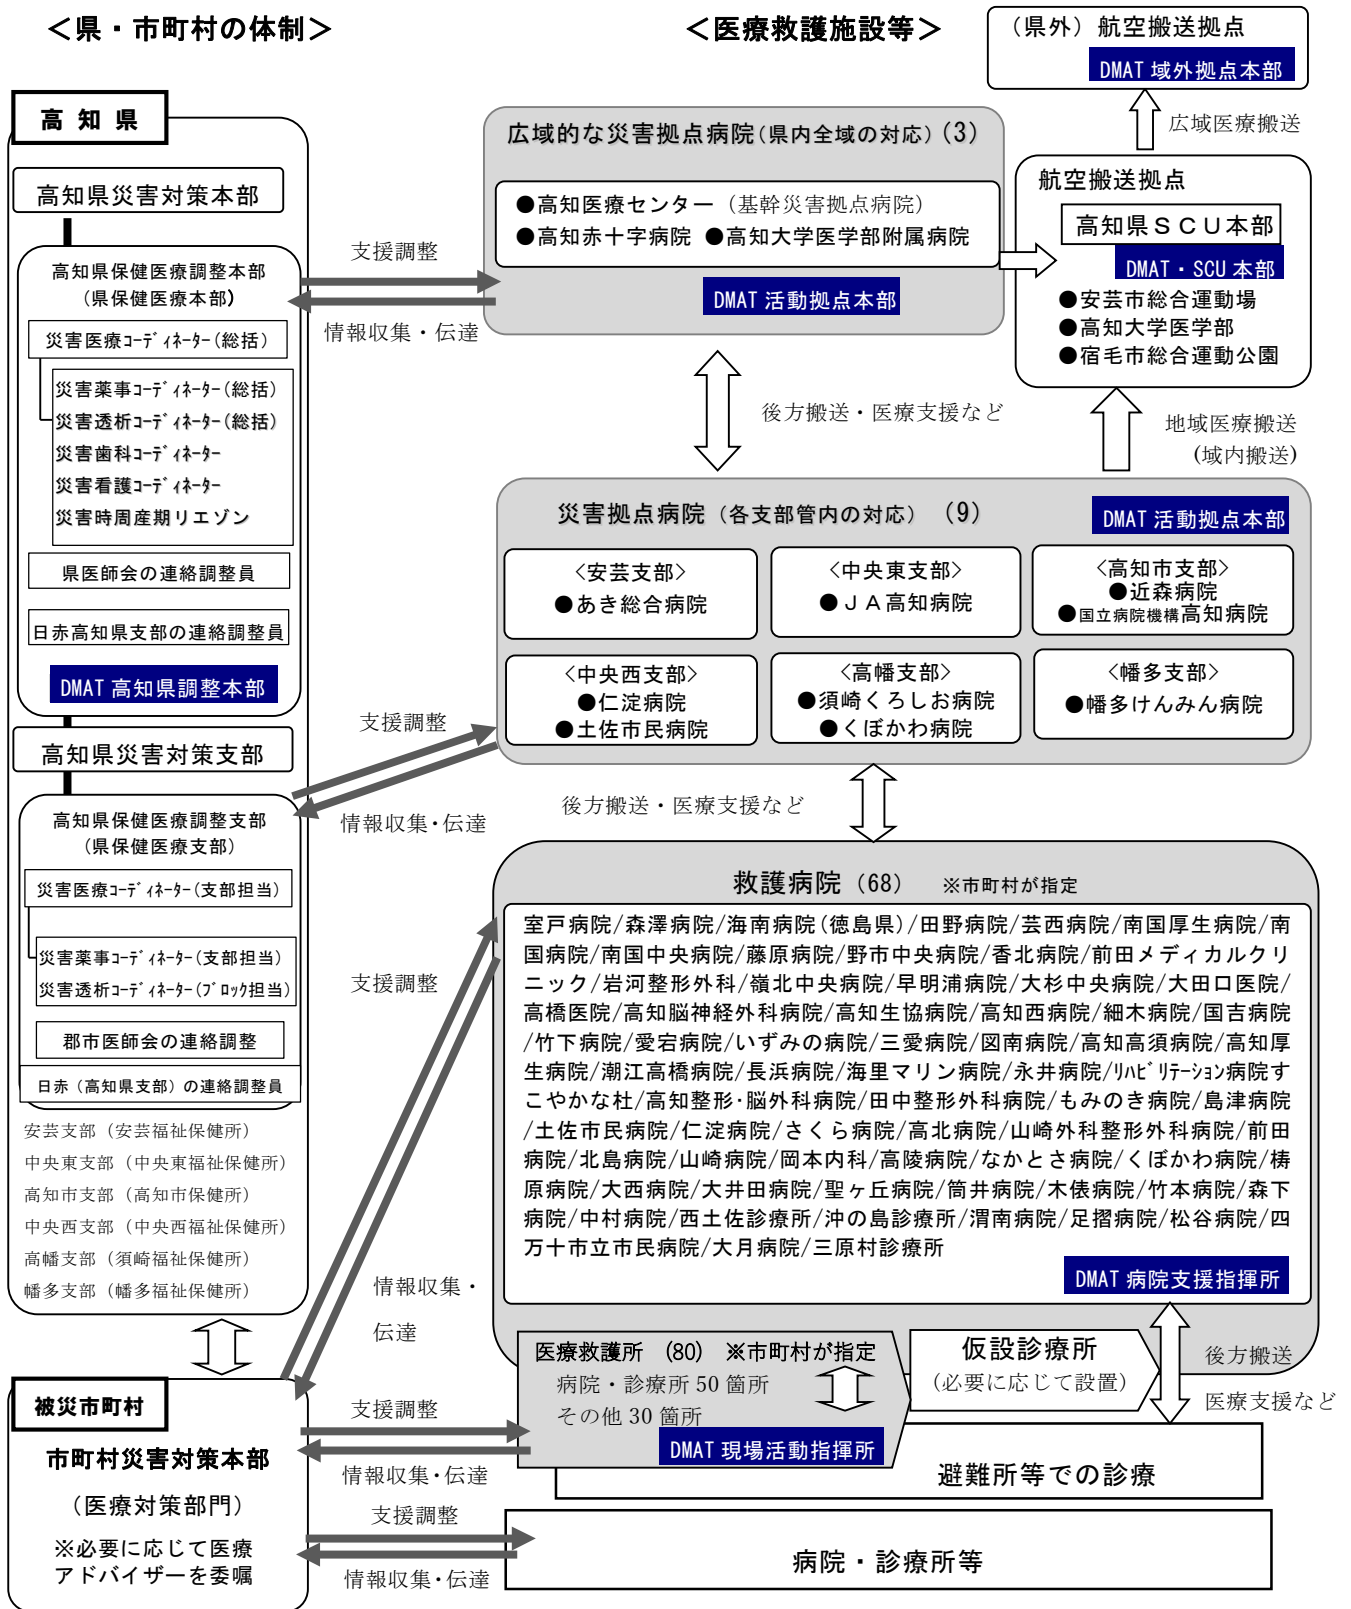 ＜県・市町村の体制＞
＜医療救護施設等＞
（県外）航空搬送拠点
DMAT 域外拠点本部
広域医療搬送
高 知 県
高知県災害対策本部
高知県保健医療調整本部
（県保健医療本部）
災害医療ｺｰﾃﾞｨﾈｰﾀｰ（総括）
災害薬事ｺｰﾃﾞｨﾈｰﾀｰ（総括）
災害透析ｺｰﾃﾞｨﾈｰﾀｰ（総括）
災害歯科ｺｰﾃﾞｨﾈｰﾀｰ
災害看護ｺｰﾃﾞｨﾈｰﾀｰ
災害時周産期リエゾン
県医師会の連絡調整員
日赤高知県支部の連絡調整員
DMAT 高知県調整本部
高知県災害対策支部
高知県保健医療調整支部
（県保健医療支部）
災害医療ｺｰﾃﾞｨﾈｰﾀｰ（支部担当）
災害薬事ｺｰﾃﾞｨﾈｰﾀｰ（支部担当）
災害透析ｺｰﾃﾞｨﾈｰﾀｰ（ﾌﾞﾛｯｸ担当）
郡市医師会の連絡調整
日赤（高知県支部）の連絡調整員
安芸支部（安芸福祉保健所）
中央東支部（中央東福祉保健所）
高知市支部（高知市保健所）
中央西支部（中央西福祉保健所）
高幡支部（須崎福祉保健所）
幡多支部（幡多福祉保健所）
被災市町村
市町村災害対策本部
（医療対策部門）
※必要に応じて医療
アドバイザーを委嘱
支援調整
情報収集・伝達
支援調整
情報収集・伝達
支援調整
情報収集・
伝達
支援調整
情報収集・伝達
支援調整
情報収集・伝達
広域的な災害拠点病院（県内全域の対応）（3）
●高知医療センター（基幹災害拠点病院）
●高知赤十字病院 ●高知大学医学部附属病院
DMAT 活動拠点本部
航空搬送拠点
高知県ＳＣＵ本部
DMAT・SCU 本部
●安芸市総合運動場
●高知大学医学部
●宿毛市総合運動公園
後方搬送・医療支援など
地域医療搬送
（域内搬送）
災害拠点病院（各支部管内の対応）（9）
DMAT 活動拠点本部
〈安芸支部〉
●あき総合病院
〈中央東支部〉
●ＪＡ高知病院
〈高知市支部〉
●近森病院
●国立病院機構高知病院
〈中央西支部〉
●仁淀病院
●土佐市民病院
〈高幡支部〉
●須崎くろしお病院
●くぼかわ病院
〈幡多支部〉
●幡多けんみん病院
後方搬送・医療支援など
救護病院（68） ※市町村が指定
室戸病院/森澤病院/海南病院（徳島県）/田野病院/芸西病院/南国厚生病院/南
国病院/南国中央病院/藤原病院/野市中央病院/香北病院/前田メディカルクリ
ニック/岩河整形外科/嶺北中央病院/早明浦病院/大杉中央病院/大田口医院/
高橋医院/高知脳神経外科病院/高知生協病院/高知西病院/細木病院/国吉病院
/竹下病院/愛宕病院/いずみの病院/三愛病院/図南病院/高知高須病院/高知厚
生病院/潮江高橋病院/長浜病院/海里マリン病院/永井病院/ﾘﾊﾋﾞﾘﾃｰｼｮﾝ病院す
こやかな杜/高知整形･脳外科病院/田中整形外科病院/もみのき病院/島津病院
/土佐市民病院/仁淀病院/さくら病院/高北病院/山崎外科整形外科病院/前田
病院/北島病院/山崎病院/岡本内科/高陵病院/なかとさ病院/くぼかわ病院/梼
原病院/大西病院/大井田病院/聖ヶ丘病院/筒井病院/木俵病院/竹本病院/森下
病院/中村病院/西土佐診療所/沖の島診療所/渭南病院/足摺病院/松谷病院/四
万十市立市民病院/大月病院/三原村診療所
DMAT 病院支援指揮所
医療救護所 （80） ※市町村が指定
病院・診療所 50 箇所
その他 30 箇所
DMAT 現場活動指揮所
仮設診療所
（必要に応じて設置）
後方搬送
医療支援など
避難所等での診療
病院・診療所等